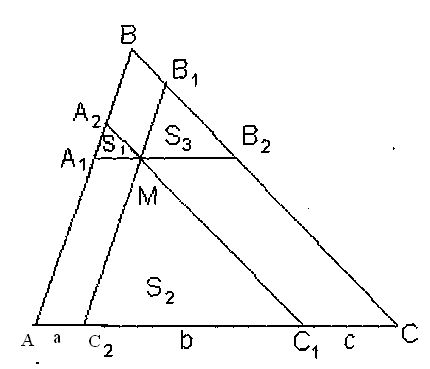 B
B₁
A₂
S₁ S₃ B₂
A₁
M
S₂
A a C₂ b C₁ c C